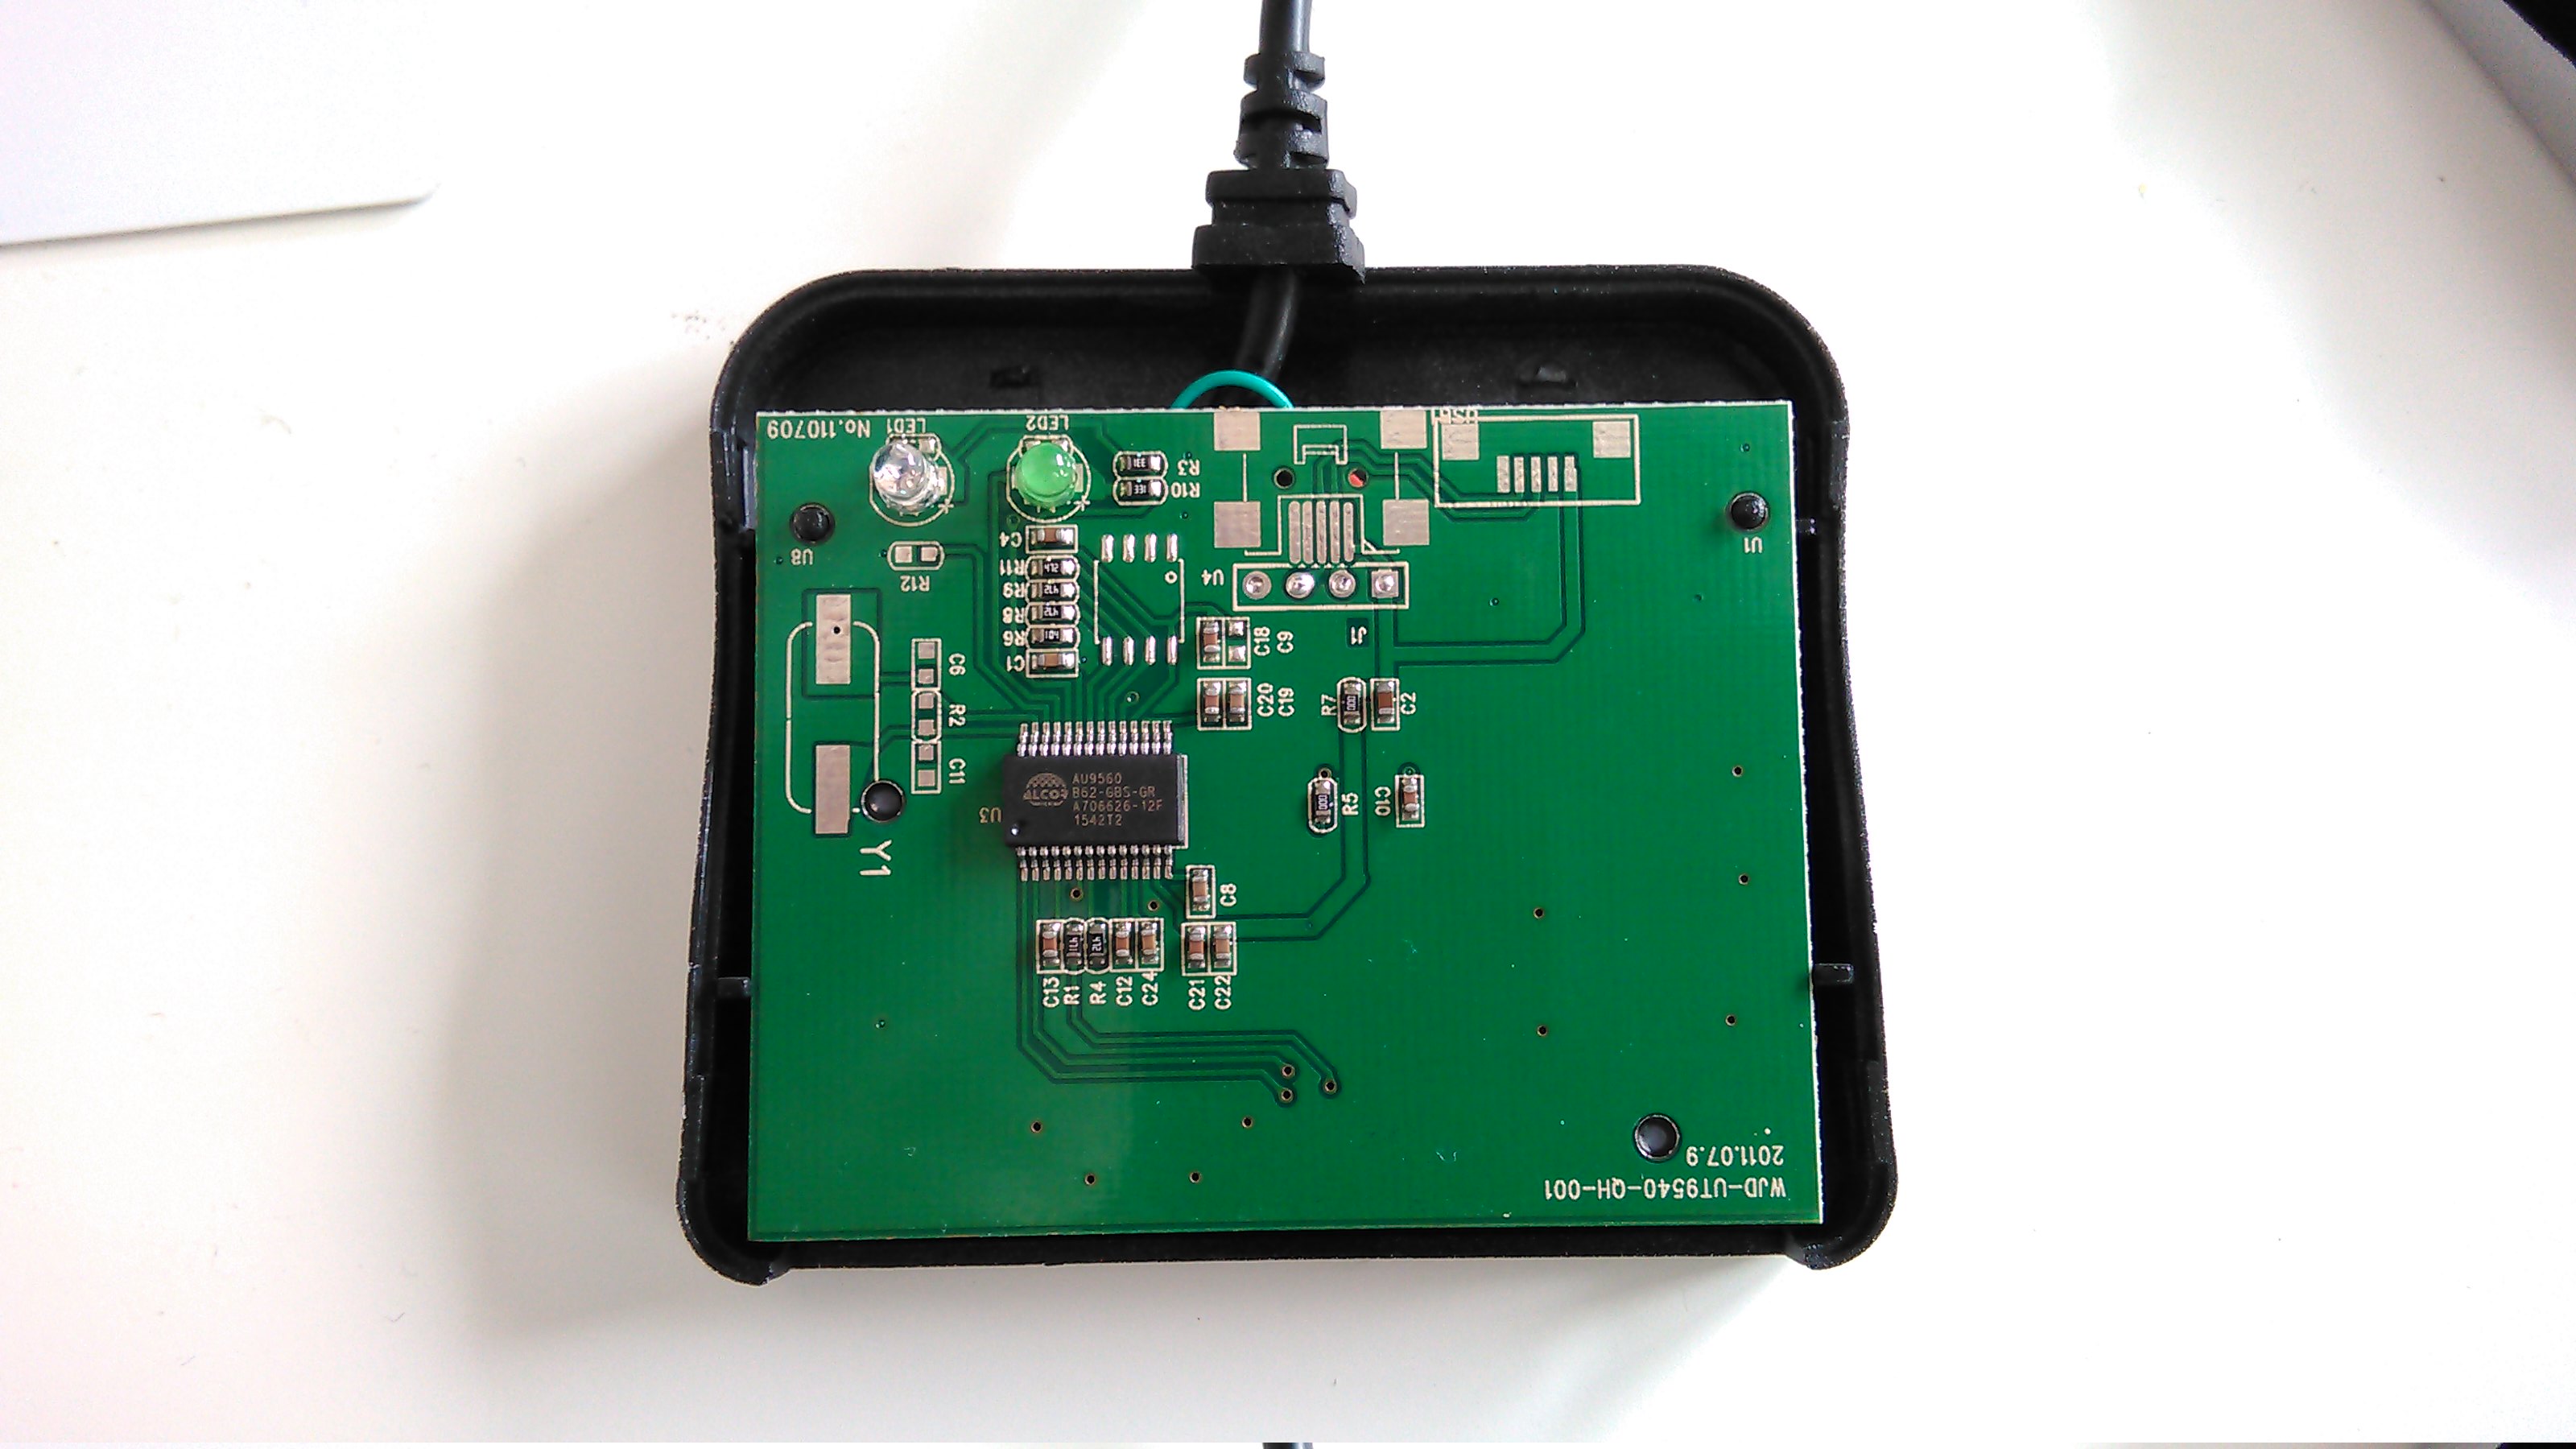 No.110709
LED1
LED2
USB
R3
R10
U8
R12
C4
R11
R9
R8
R6
C1
U4
U1
J1
C18
C9
C20
C19
C6
R2
C11
R7
C2
R5
C10
Y1
U3
ALCOR
AU9560
B62-GBS-GR
A706626-12F
1542T2
C8
C13
R1
R4
C12
C24
C21
C22
2011.07.9
WJD-UT9540-QH-001